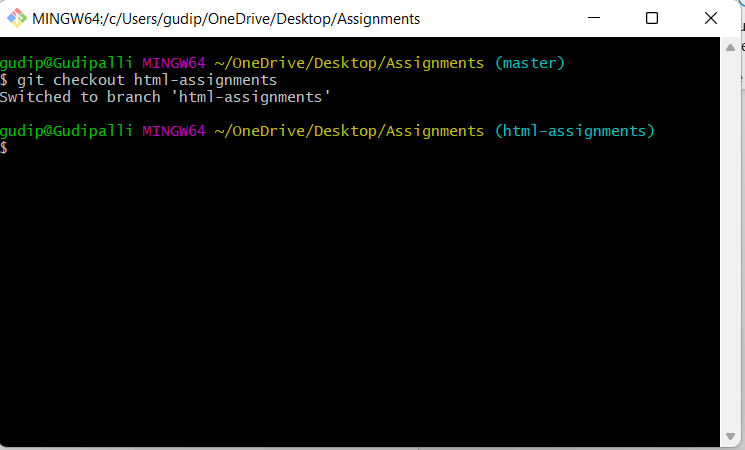 MINGW64:/c/Users/gudip/OneDrive/Desktop/Assignments
gudip@Gudipalli MINGW64 ~/OneDrive/Desktop/Assignments (master)
$ git checkout html-assignments
Switched to branch 'html-assignments'
gudip@Gudipalli MINGW64 ~/OneDrive/Desktop/Assignments (html-assignments)
$